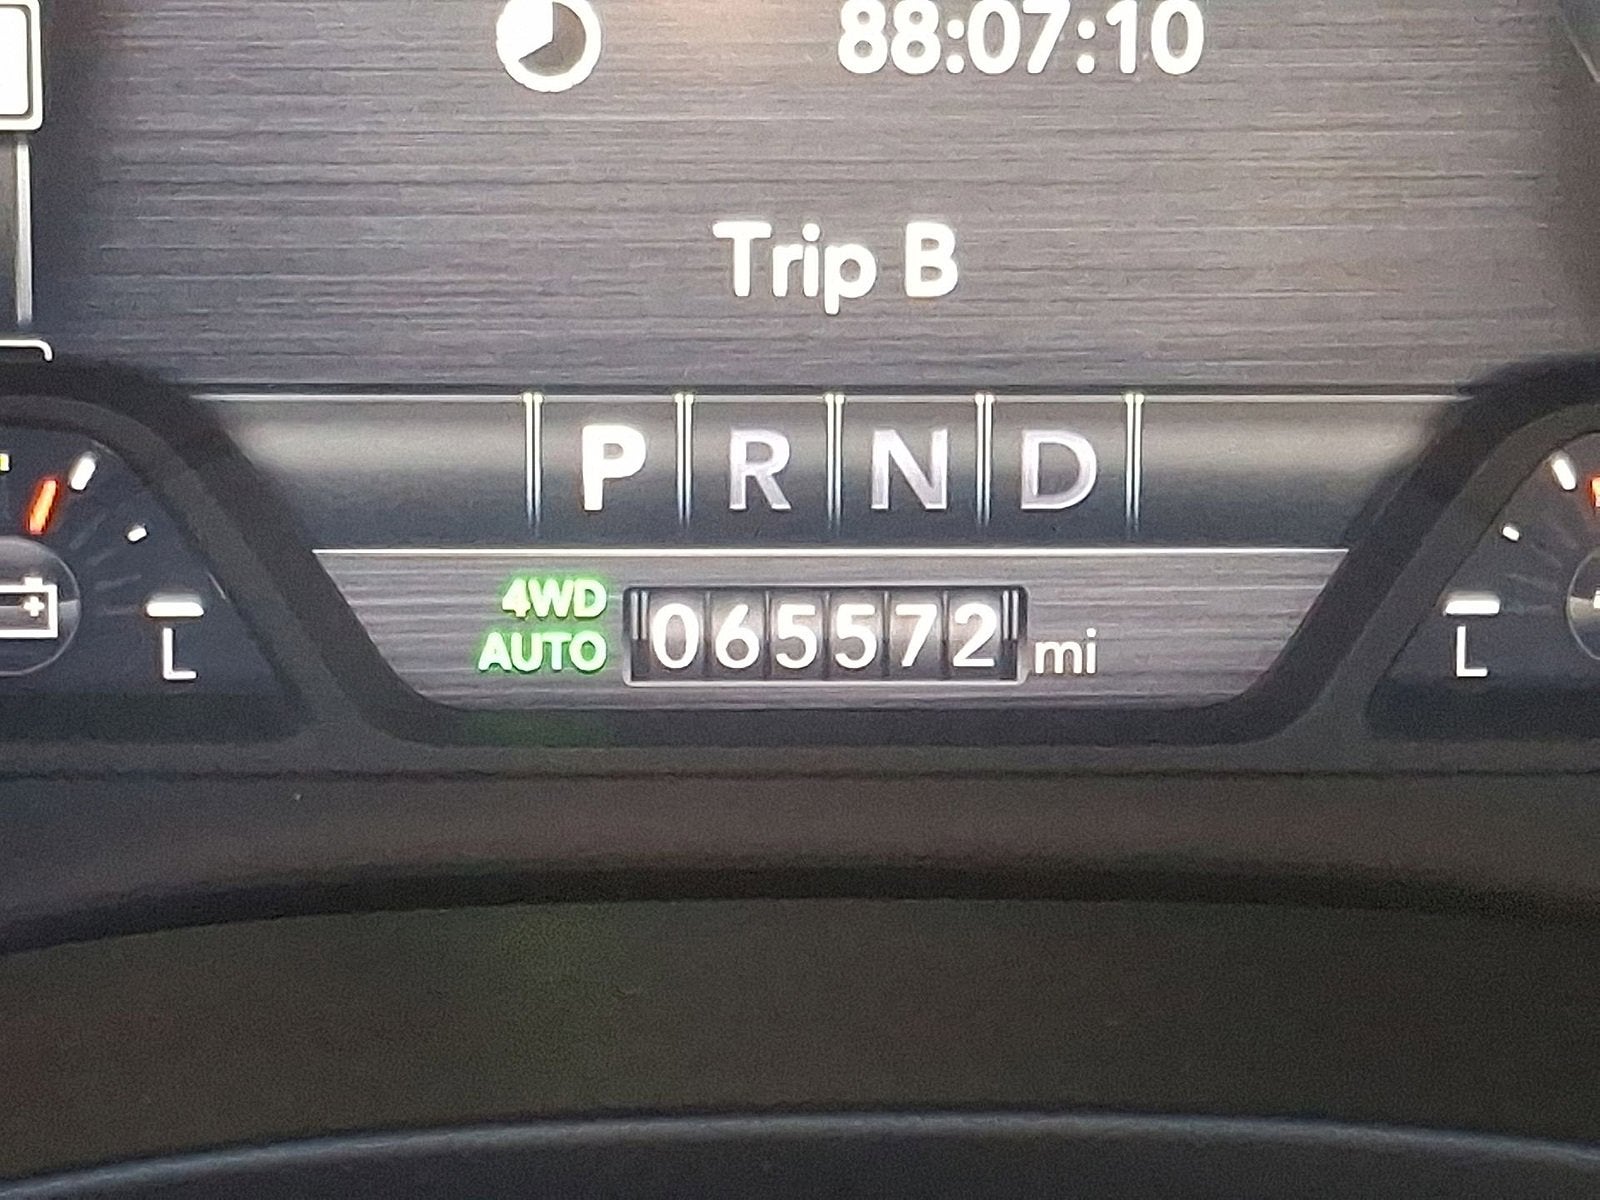 88:07:10
Trip B
P R N D
4WD
AUTO
065572 mi
L
L